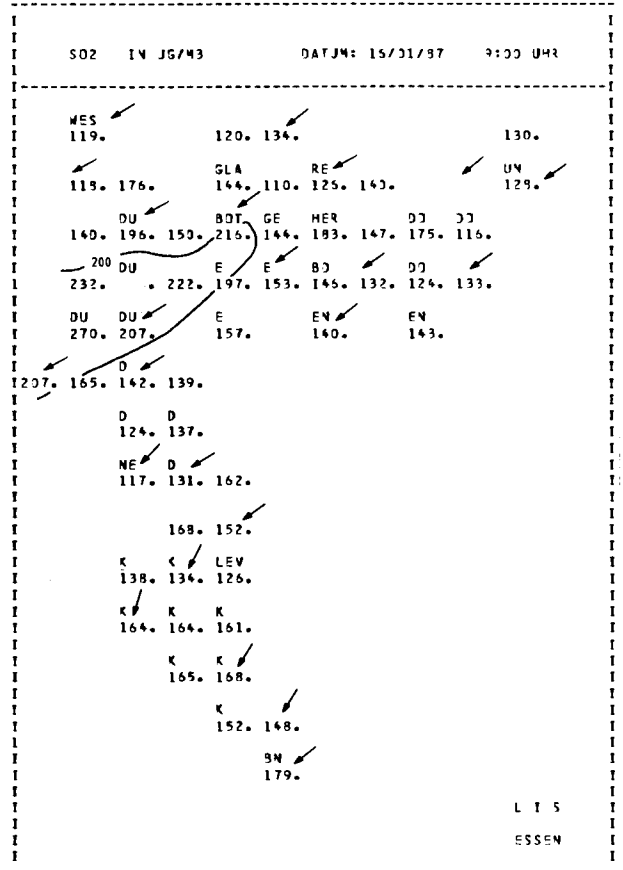 SO2 IN JG/M3 DATJM: 15/01/87 9:00 UHR
WES
119. 120. 134. 130.
GLA RE UN
118. 176. 144. 110. 125. 140. 129.
DU BOT GE HER DO DO
140. 196. 150. 216. 144. 183. 147. 175. 116.
200
DU E E BO DO
232. . 222. 197. 153. 146. 132. 124. 133.
DU DU E EN EN
270. 207. 157. 140. 143.
D
207. 165. 142. 139.
D D
124. 137.
NE D
117. 131. 162.
168. 152.
K K LEV
138. 134. 126.
K K K
164. 164. 161.
K K
165. 168.
K
152. 148.
BN
179.
L I S
ESSEN